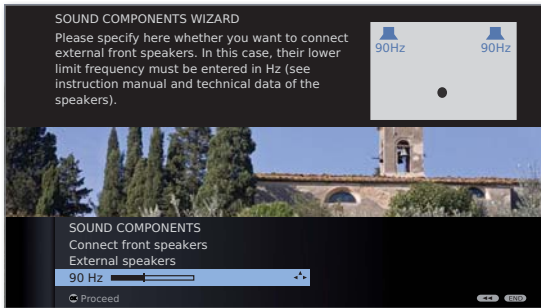 SOUND COMPONENTS WIZARD
Please specify here whether you want to connect
external front speakers. In this case, their lower
limit frequency must be entered in Hz (see
instruction manual and technical data of the
speakers).
90Hz 90Hz
SOUND COMPONENTS
Connect front speakers
External speakers
90 Hz
OK Proceed
END